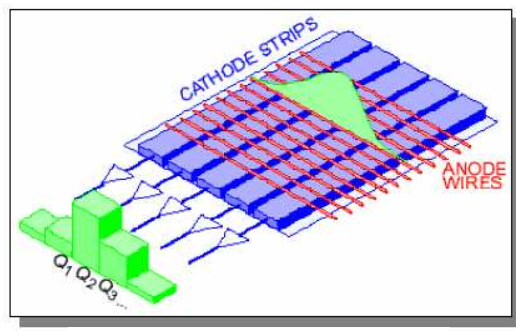 CATHODE STRIPS
ANODE
WIRES
Q1 Q2 Q3...